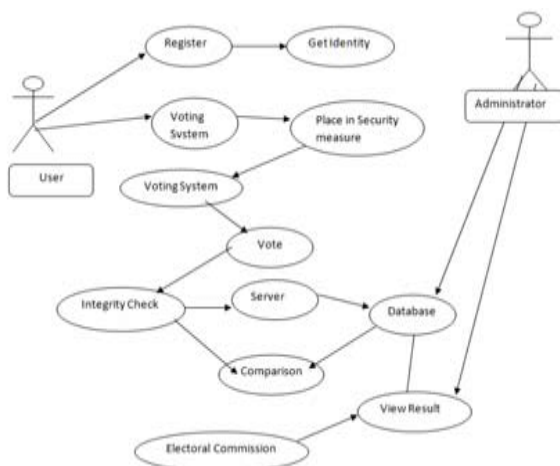 Register
Get Identity
Administrator
Voting
System
Place in Security
measure
User
Voting System
Vote
Integrity Check
Server
Database
Comparison
View Result
Electoral Commission